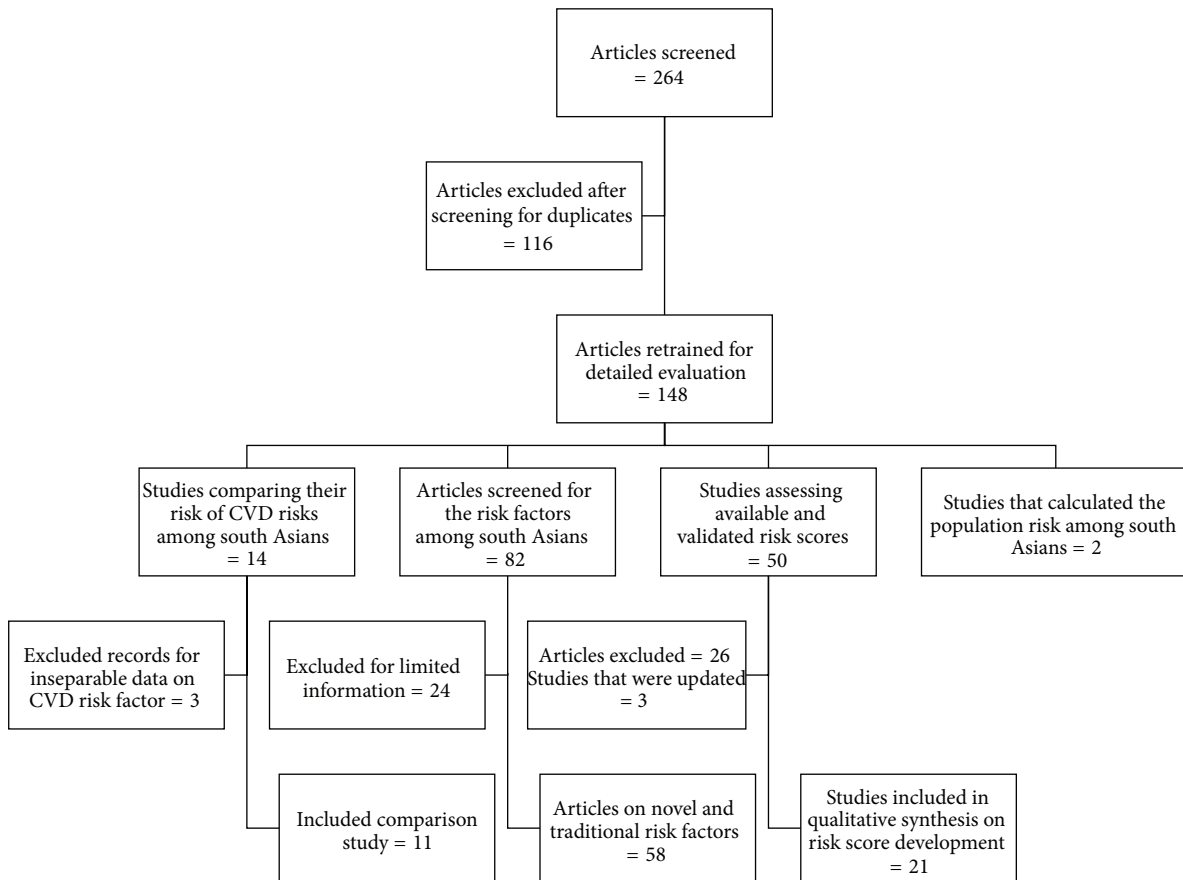 Articles screened
= 264
Articles excluded after
screening for duplicates
= 116
Articles retrained for
detailed evaluation
= 148
Studies comparing their
risk of CVD risks
among south Asians
= 14
Articles screened for
the risk factors
among south Asians
= 82
Studies assessing
available and
validated risk scores
= 50
Studies that calculated the
population risk among south
Asians = 2
Excluded records for
inseparable data on
CVD risk factor = 3
Excluded for limited
information = 24
Articles excluded = 26
Studies that were updated
= 3
Included comparison
study = 11
Articles on novel and
traditional risk factors
= 58
Studies included in
qualitative synthesis on
risk score development
= 21